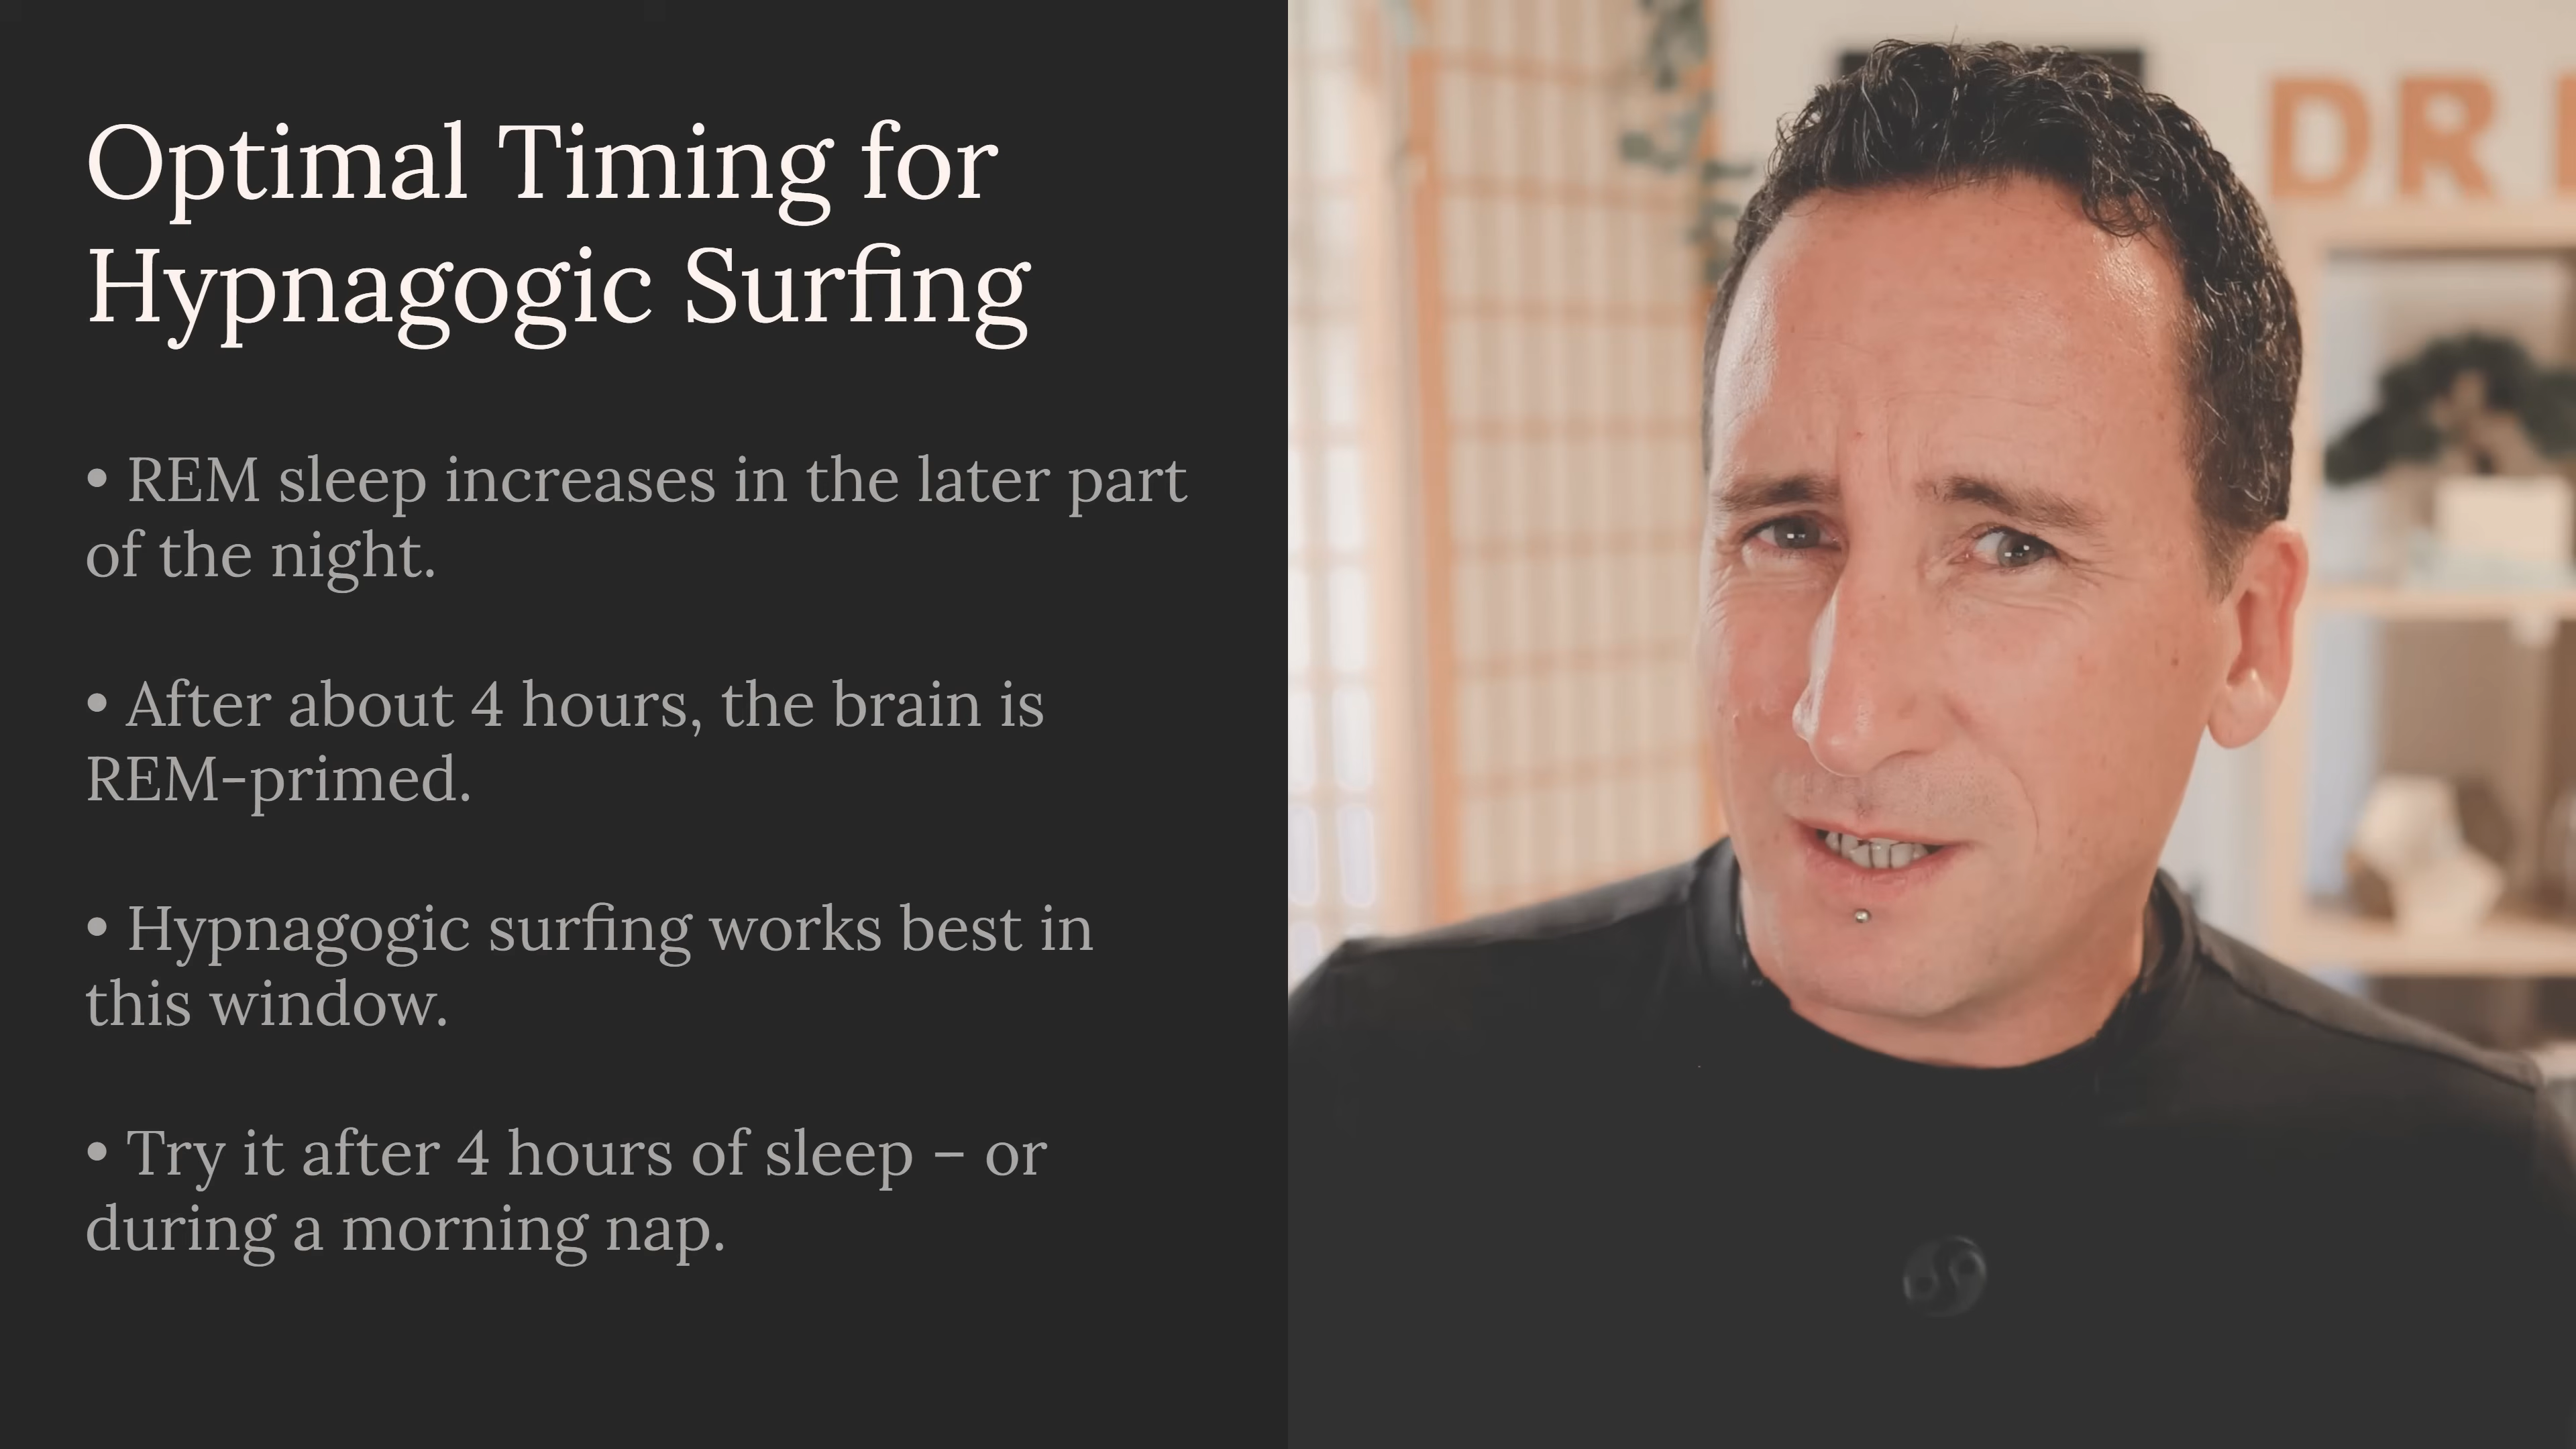 Optimal Timing for
Hypnagogic Surfing
• REM sleep increases in the later part
of the night.
• After about 4 hours, the brain is
REM-primed.
• Hypnagogic surfing works best in
this window.
• Try it after 4 hours of sleep – or
during a morning nap.
DR